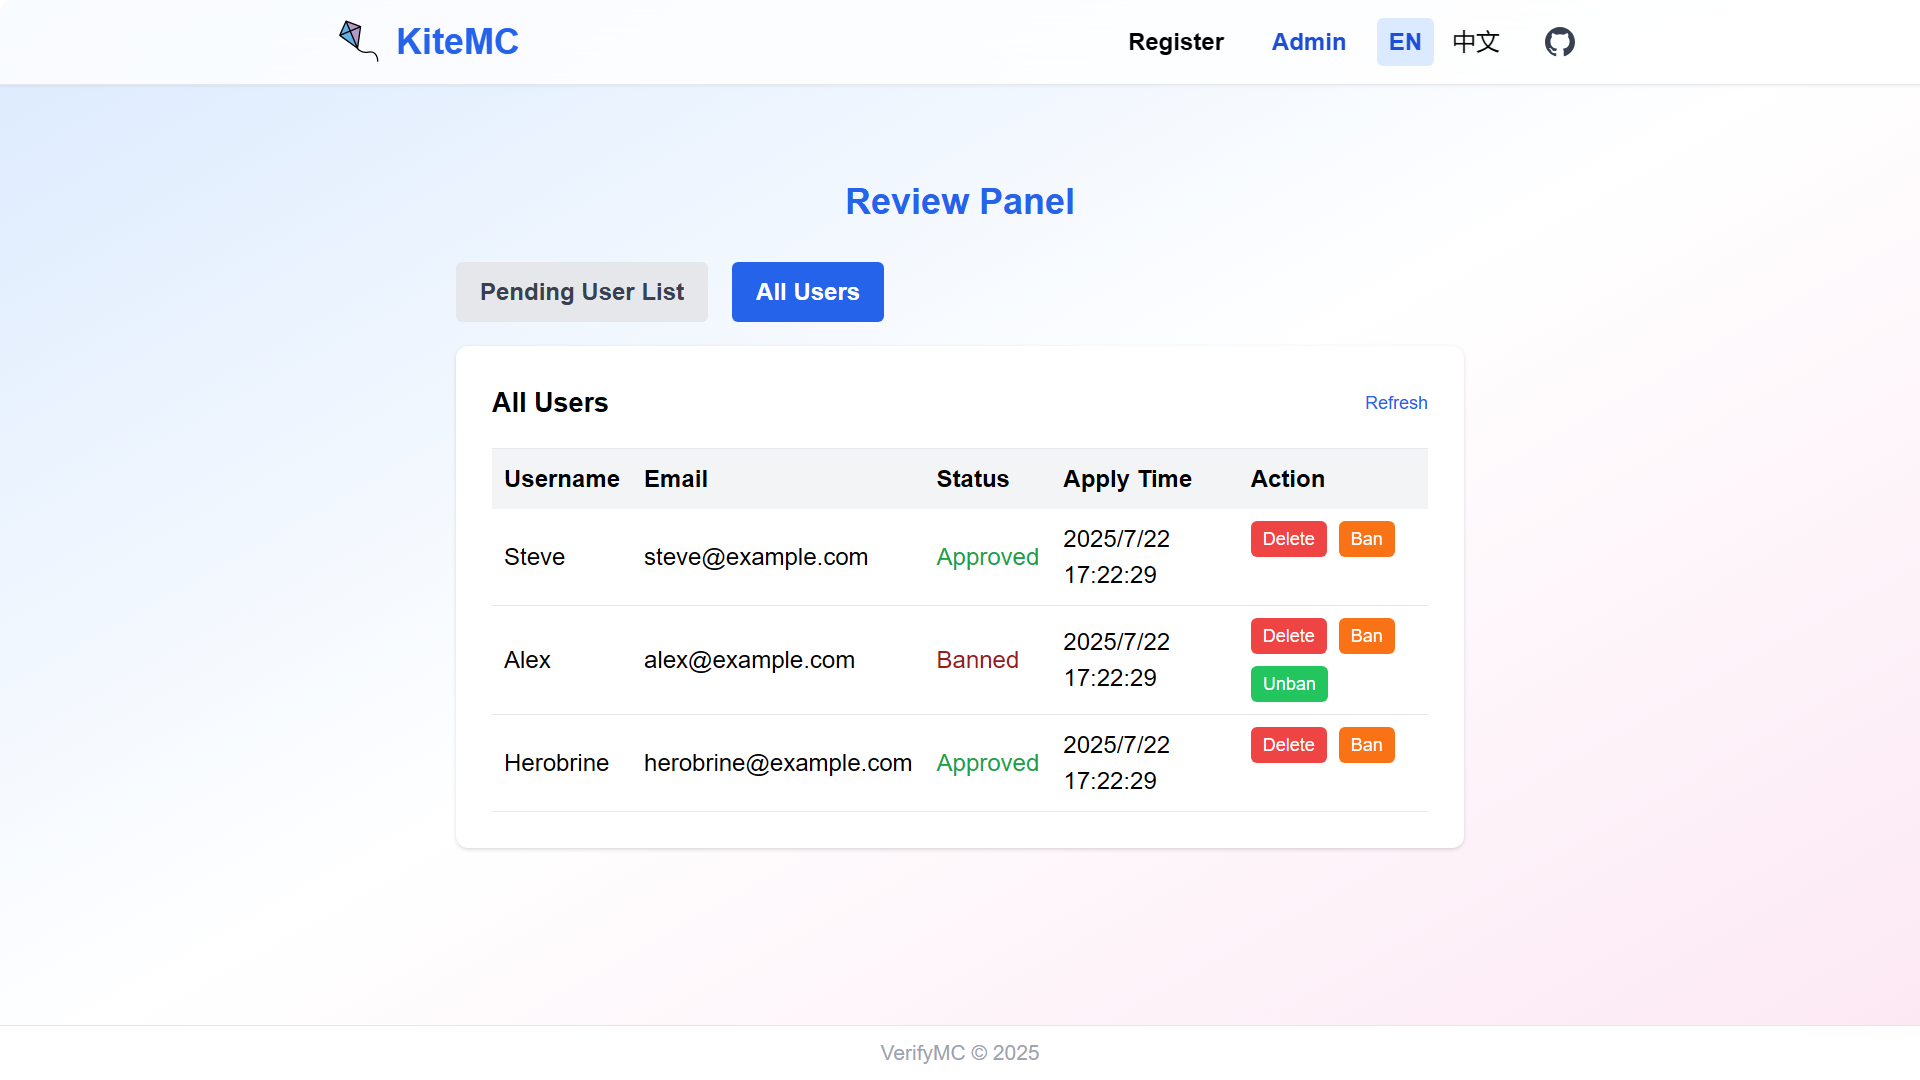 KiteMC
Register Admin EN 中文
Review Panel
Pending User List All Users
All Users
Refresh
Username Email Status Apply Time Action
Steve steve@example.com Approved 2025/7/22 17:22:29 Delete Ban
Alex alex@example.com Banned 2025/7/22 17:22:29 Delete Ban Unban
Herobrine herobrine@example.com Approved 2025/7/22 17:22:29 Delete Ban
VerifyMC © 2025